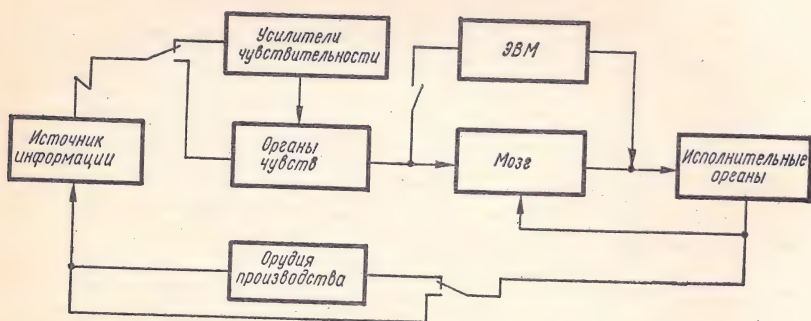 Усилители
чувствительности
ЭВМ
Источник
информации
Органы
чувств
Мозг
Исполнительные
органы
Орудия
производства